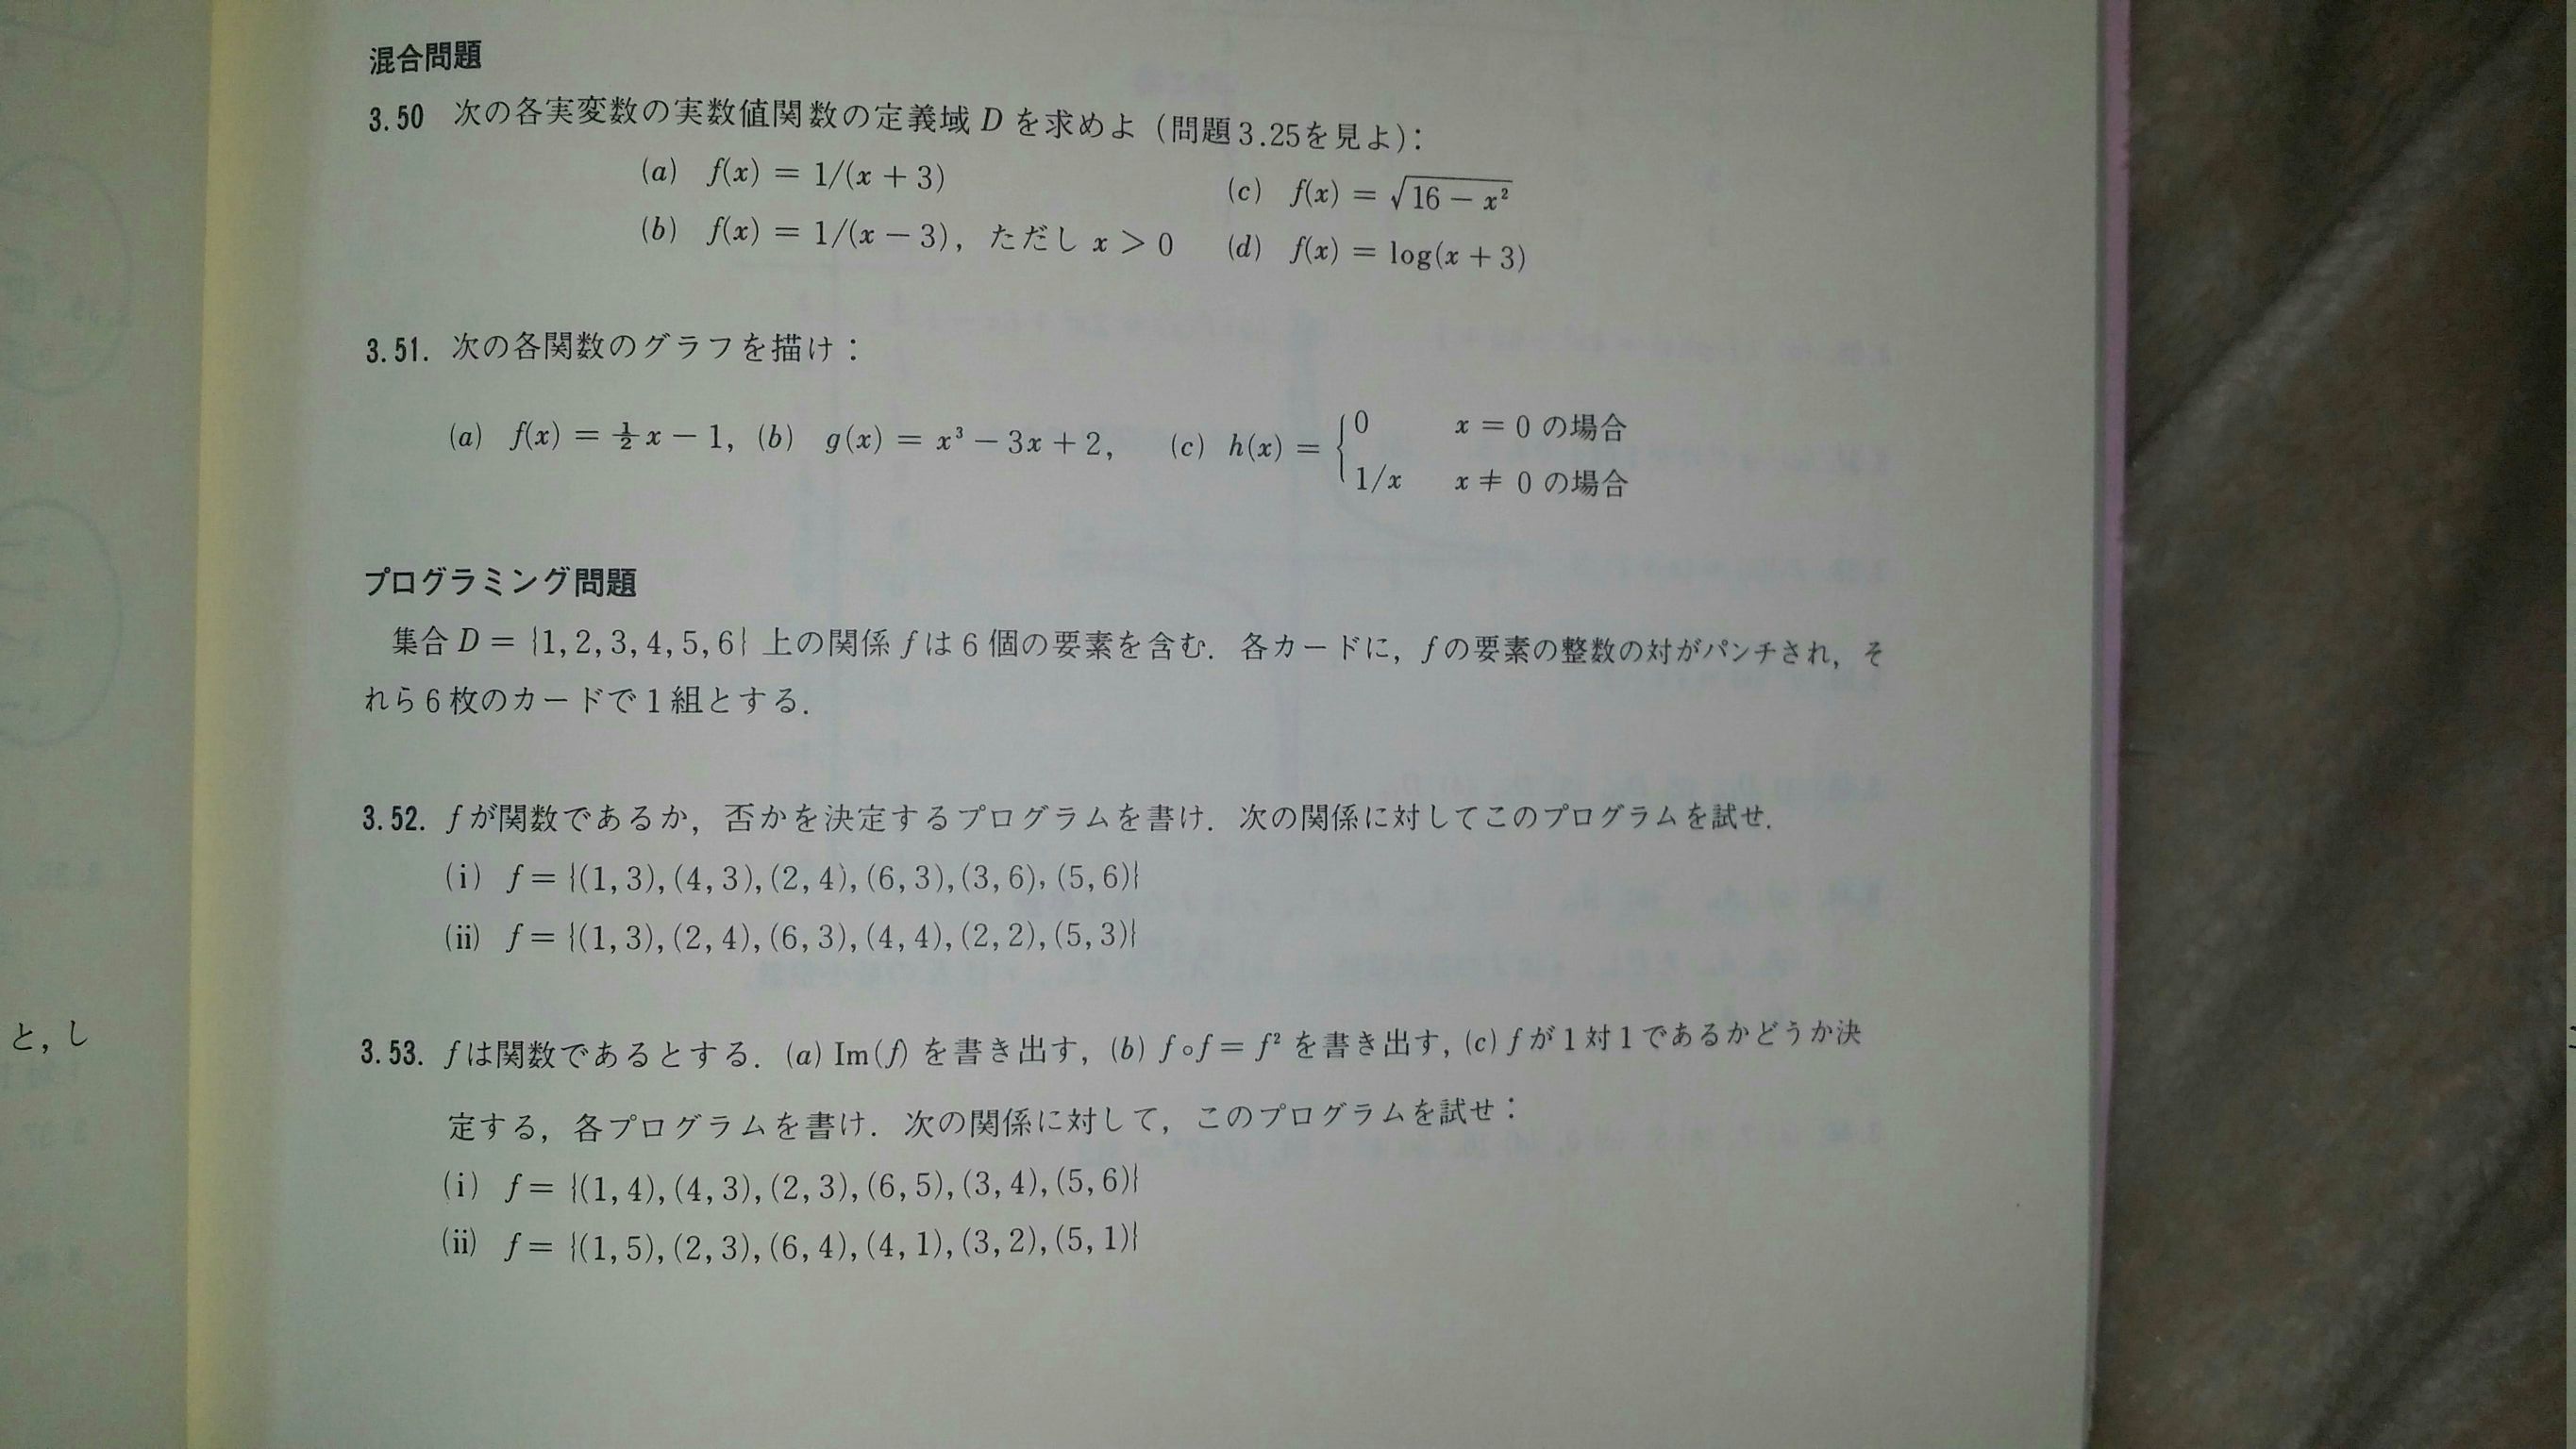 混合問題
3.50 次の各実変数の実数値関数の定義域 D を求めよ (問題3.25を見よ):
(a) f(x) = 1/(x + 3) (c) f(x) = √16 − x²
(b) f(x) = 1/(x − 3), ただし x > 0 (d) f(x) = log(x + 3)
3.51. 次の各関数のグラフを描け:
(a) f(x) = ½ x − 1, (b) g(x) = x³ − 3x + 2, (c) h(x) = { 0 x = 0 の場合
1/x x ≠ 0 の場合
プログラミング問題
集合 D = {1, 2, 3, 4, 5, 6} 上の関係 f は 6 個の要素を含む. 各カードに, f の要素の整数の対がパンチされ, そ
れら 6 枚のカードで 1 組とする.
3.52. f が関数であるか, 否かを決定するプログラムを書け. 次の関係に対してこのプログラムを試せ.
(i) f = {(1, 3), (4, 3), (2, 4), (6, 3), (3, 6), (5, 6)}
(ii) f = {(1, 3), (2, 4), (6, 3), (4, 4), (2, 2), (5, 3)}
と, し
3.53. f は関数であるとする. (a) Im(f) を書き出す, (b) f∘f = f² を書き出す, (c) f が 1 対 1 であるかどうか決
定する, 各プログラムを書け. 次の関係に対して, このプログラムを試せ:
(i) f = {(1, 4), (4, 3), (2, 3), (6, 5), (3, 4), (5, 6)}
(ii) f = {(1, 5), (2, 3), (6, 4), (4, 1), (3, 2), (5, 1)}